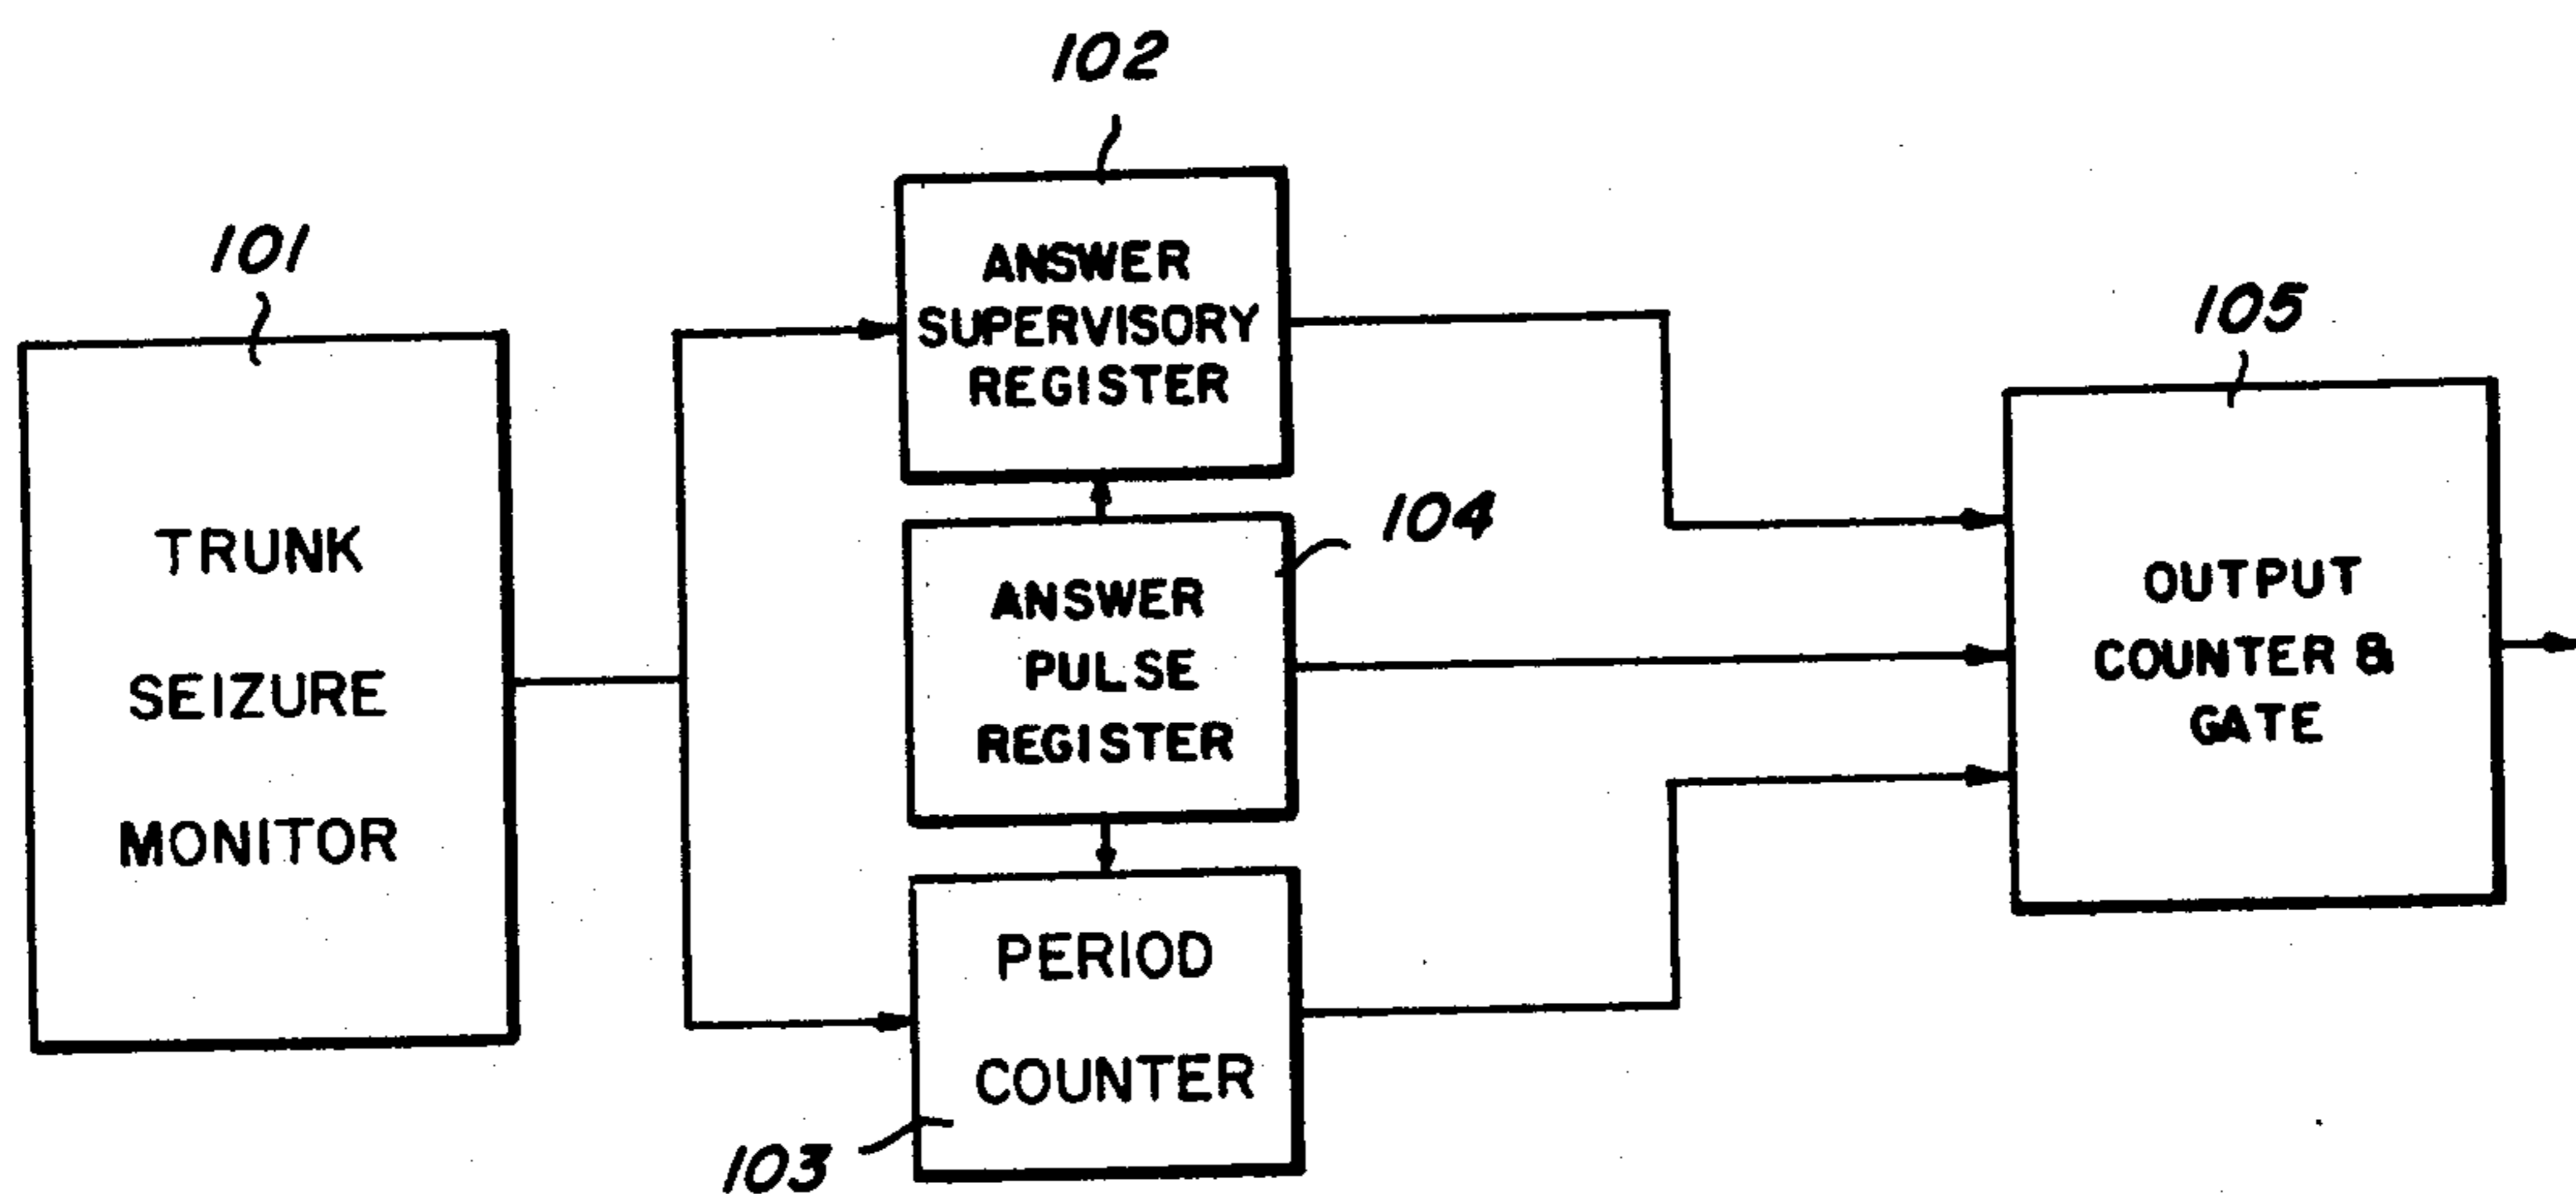 101
TRUNK
SEIZURE
MONITOR
102
ANSWER
SUPERVISORY
REGISTER
104
ANSWER
PULSE
REGISTER
103
PERIOD
COUNTER
105
OUTPUT
COUNTER &
GATE